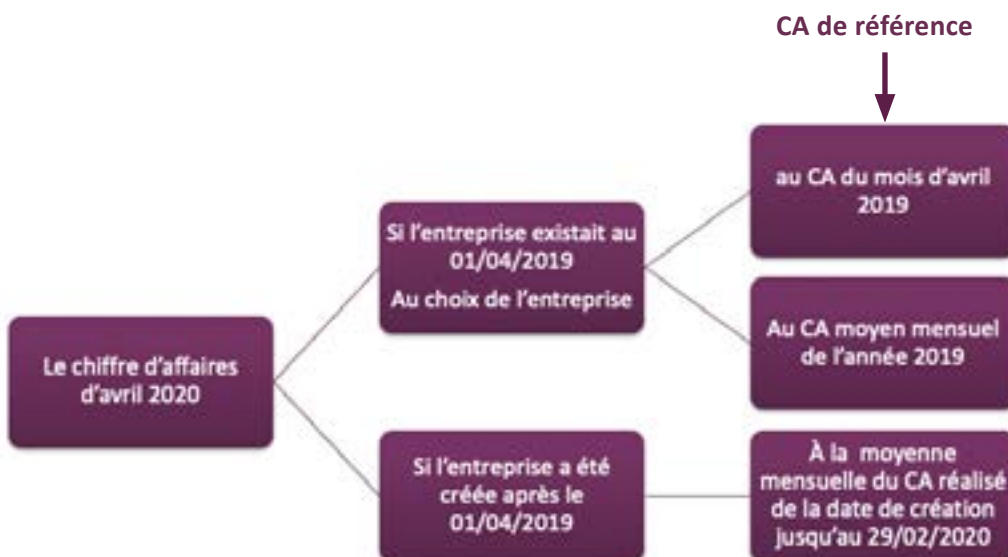 CA de référence
au CA du mois d'avril
2019
Si l'entreprise existait au
01/04/2019
Au choix de l'entreprise
Au CA moyen mensuel
de l'année 2019
Le chiffre d'affaires
d'avril 2020
Si l'entreprise a été
créée après le
01/04/2019
À la moyenne
mensuelle du CA réalisé
de la date de création
jusqu'au 29/02/2020